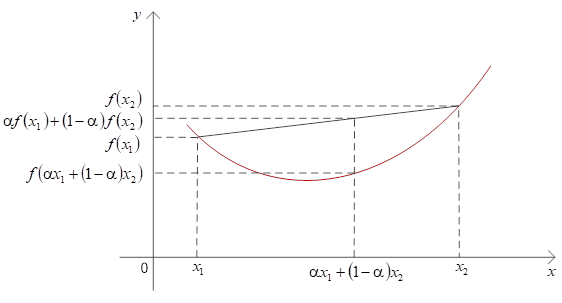 y
f(x₂)
αf(x₁)+(1−α)f(x₂)
f(x₁)
f(αx₁+(1−α)x₂)
0
x₁
αx₁+(1−α)x₂
x₂
x